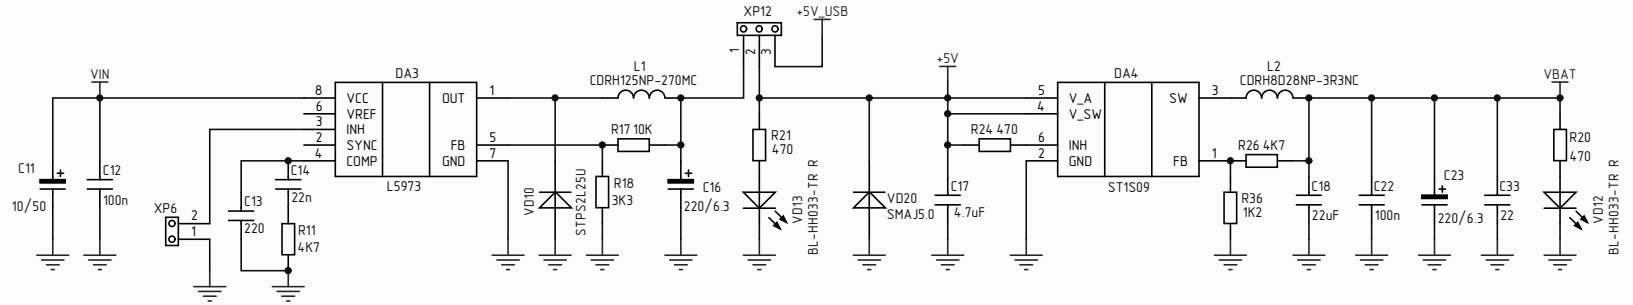 XP12
+5V_USB
1
2
3
VIN
DA3
L1
CDRH125NP-270MC
+5V
DA4
L2
CDRH8D28NP-3R3NC
VBAT
8 VCC OUT 1
6 VREF
3 INH
2 SYNC FB 5
4 COMP GND 7
L5973
R17 10K
R21
470
5 V_A SW 3
4 V_SW
6 INH
2 GND FB 1
ST1S09
R24 470
R26 4K7
R20
470
C11
+
10/50
C12
100n
C14
22n
C13
220
R11
4K7
XP6
2
1
VD10
STPS2L25U
R18
3K3
+
C16
220/6.3
VD13
BL-HH033-TR R
VD20
SMAJ5.0
C17
4.7uF
R36
1K2
C18
22uF
C22
100n
C23
+
220/6.3
C33
22
VD12
BL-HH033-TR R